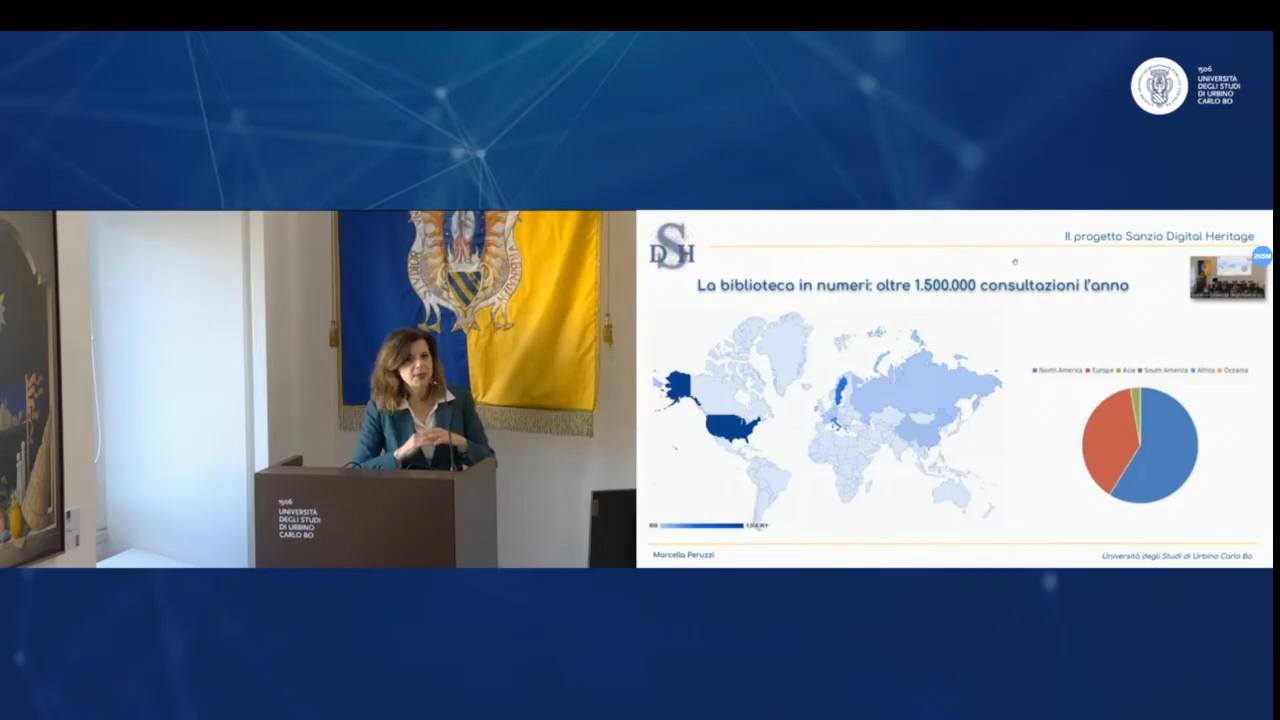 1506
UNIVERSITÀ
DEGLI STUDI
DI URBINO
CARLO BO
DSH
Il progetto Sanzio Digital Heritage
265M
La biblioteca in numeri: oltre 1.500.000 consultazioni l'anno
North America Europe Asia South America Africa Oceania
Marcella Peruzzi
Università degli Studi di Urbino Carlo Bo
1506
UNIVERSITÀ
DEGLI STUDI
DI URBINO
CARLO BO